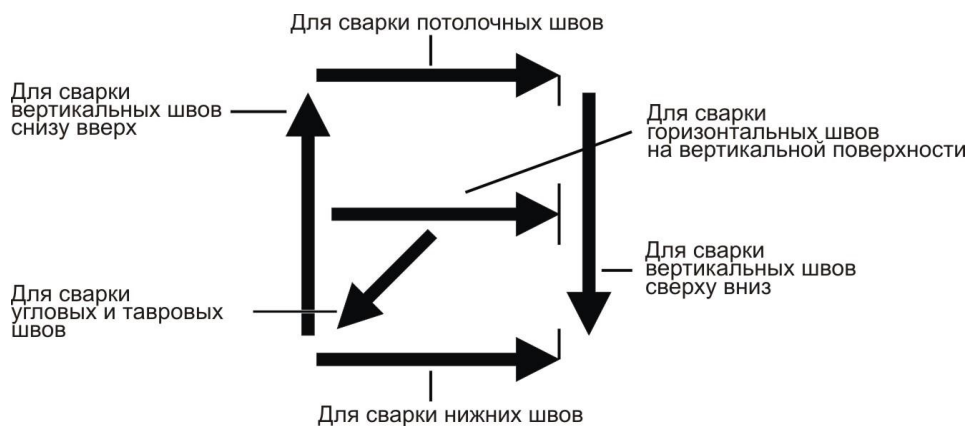 Для сварки потолочных швов
Для сварки
вертикальных швов
снизу вверх
Для сварки
горизонтальных швов
на вертикальной поверхности
Для сварки
вертикальных швов
сверху вниз
Для сварки
угловых и тавровых
швов
Для сварки нижних швов